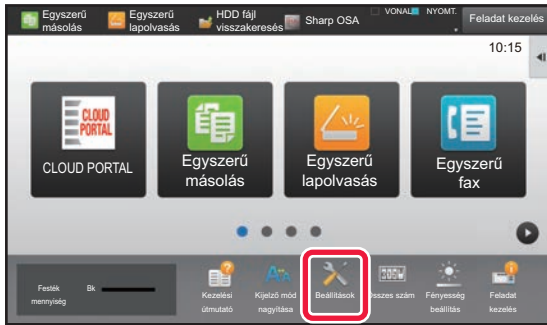 Egyszerű másolás
Egyszerű lapolvasás
HDD fájl visszakeresés
Sharp OSA
VONAL
NYOMT.
Feladat kezelés
10:15
CLOUD PORTAL
CLOUD PORTAL
Egyszerű másolás
Egyszerű lapolvasás
Egyszerű fax
Festék mennyiség
Bk
Kezelési útmutató
Kijelző mód nagyítása
Beállítások
Összes szám
Fényesség beállítás
Feladat kezelés